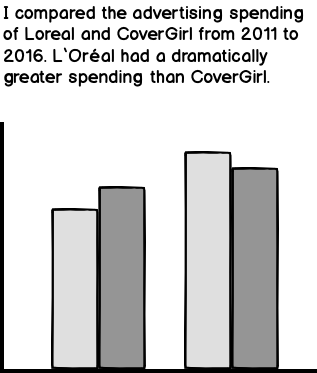 I compared the advertising spending
of Loreal and CoverGirl from 2011 to
2016. L'Oréal had a dramatically
greater spending than CoverGirl.